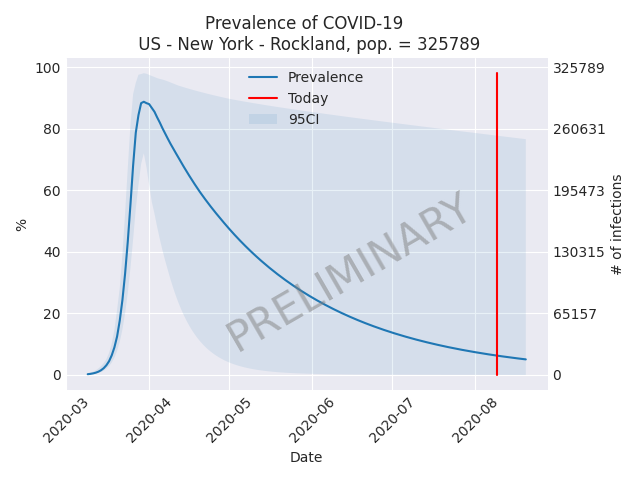 Prevalence of COVID-19
US - New York - Rockland, pop. = 325789
Prevalence
Today
95CI
100
80
60
40
20
0
%
325789
260631
195473
130315
65157
0
# of infections
PRELIMINARY
2020-03
2020-04
2020-05
2020-06
2020-07
2020-08
Date